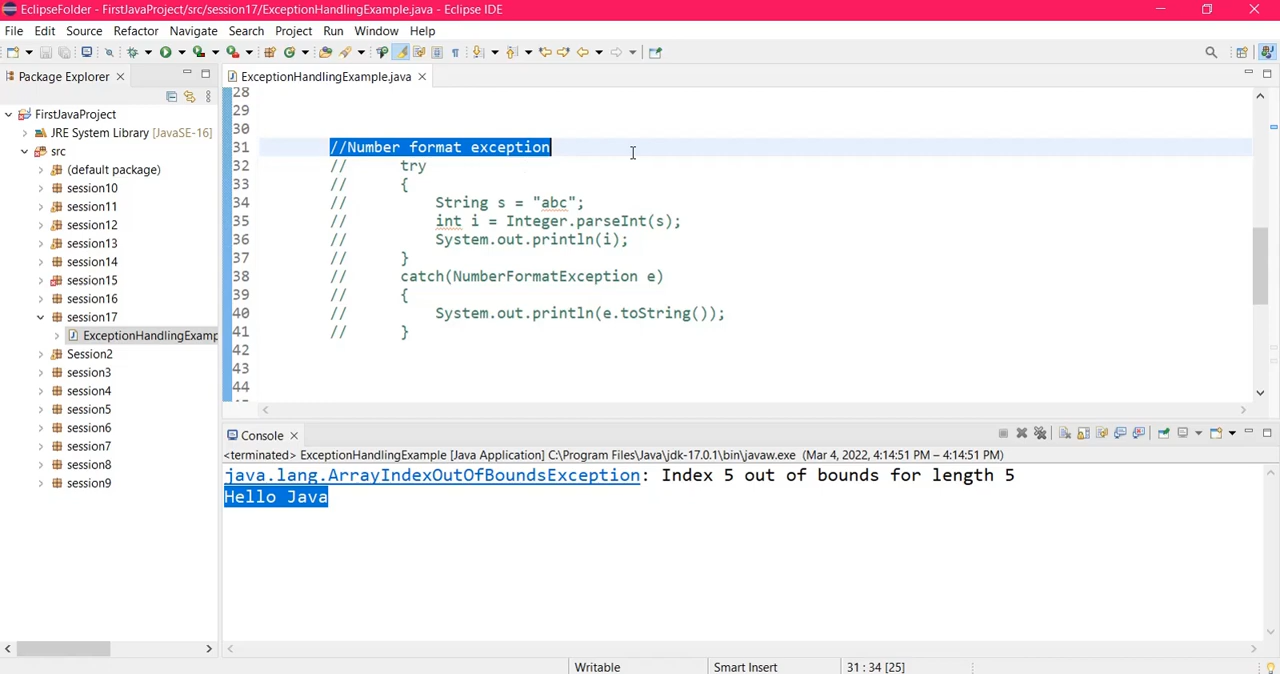 EclipseFolder - FirstJavaProject/src/session17/ExceptionHandlingExample.java - Eclipse IDE
File Edit Source Refactor Navigate Search Project Run Window Help
Package Explorer
ExceptionHandlingExample.java
FirstJavaProject
JRE System Library [JavaSE-16]
src
(default package)
session10
session11
session12
session13
session14
session15
session16
session17
ExceptionHandlingExamp
Session2
session3
session4
session5
session6
session7
session8
session9
28
29
30
31 //Number format exception
32 // try
33 // {
34 // String s = "abc";
35 // int i = Integer.parseInt(s);
36 // System.out.println(i);
37 // }
38 // catch(NumberFormatException e)
39 // {
40 // System.out.println(e.toString());
41 // }
42
43
44
Console
<terminated> ExceptionHandlingExample [Java Application] C:\Program Files\Java\jdk-17.0.1\bin\javaw.exe (Mar 4, 2022, 4:14:51 PM – 4:14:51 PM)
java.lang.ArrayIndexOutOfBoundsException: Index 5 out of bounds for length 5
Hello Java
Writable Smart Insert 31 : 34 [25]